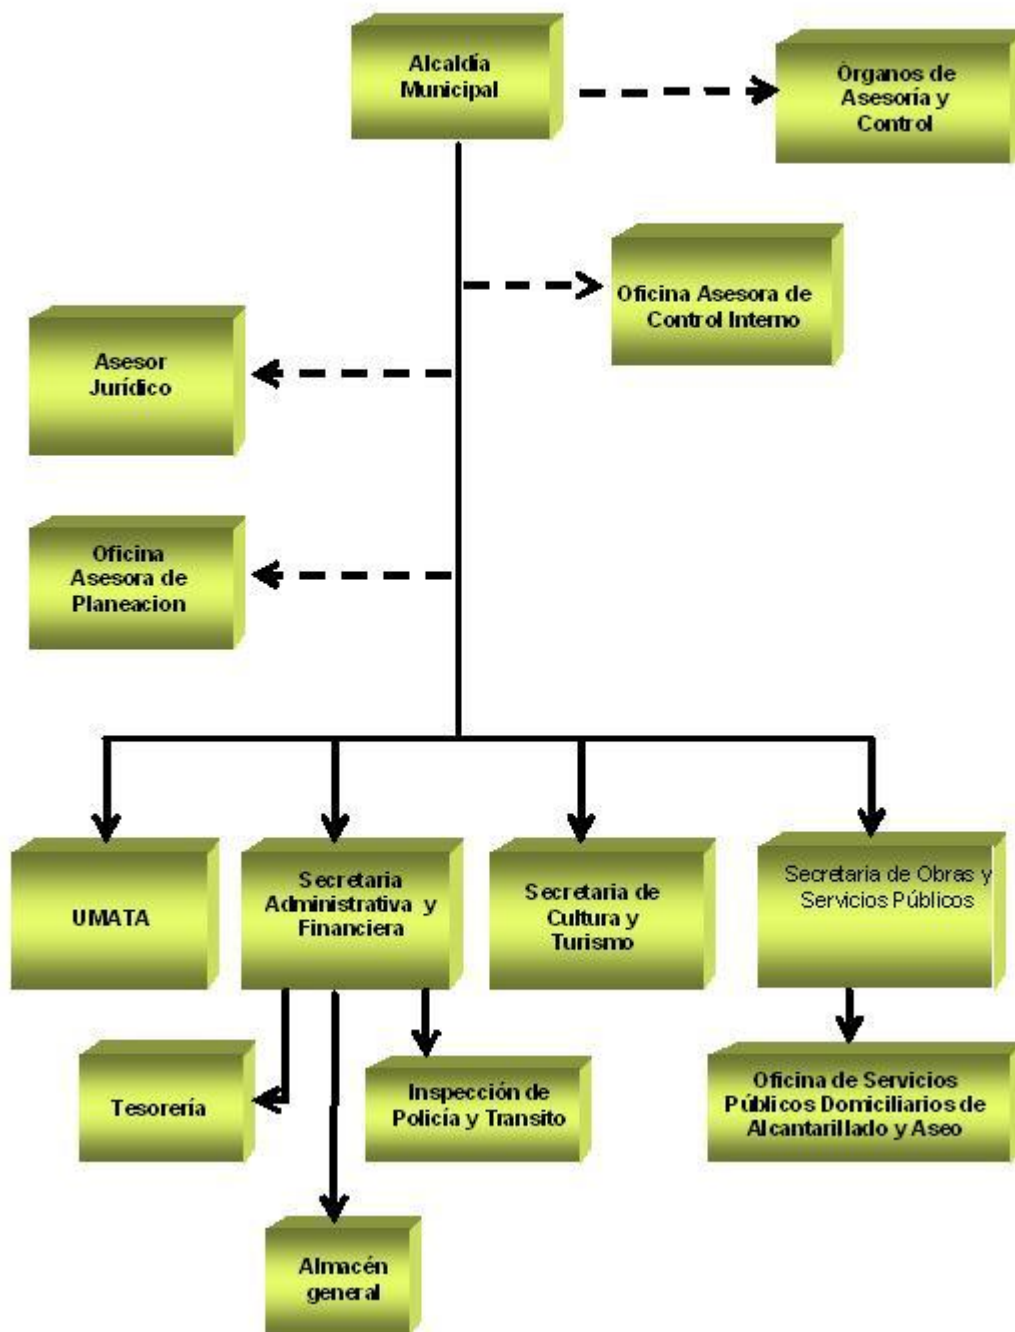 Alcaldía
Municipal
Órganos de
Asesoría y
Control
Oficina Asesora de
Control Interno
Asesor
Jurídico
Oficina
Asesora de
Planeacion
UMATA
Secretaria
Administrativa y
Financiera
Secretaria de
Cultura y
Turismo
Secretaria de Obras y
Servicios Públicos
Tesorería
Inspección de
Policía y Transito
Oficina de Servicios
Públicos Domiciliarios de
Alcantarillado y Aseo
Almacén
general